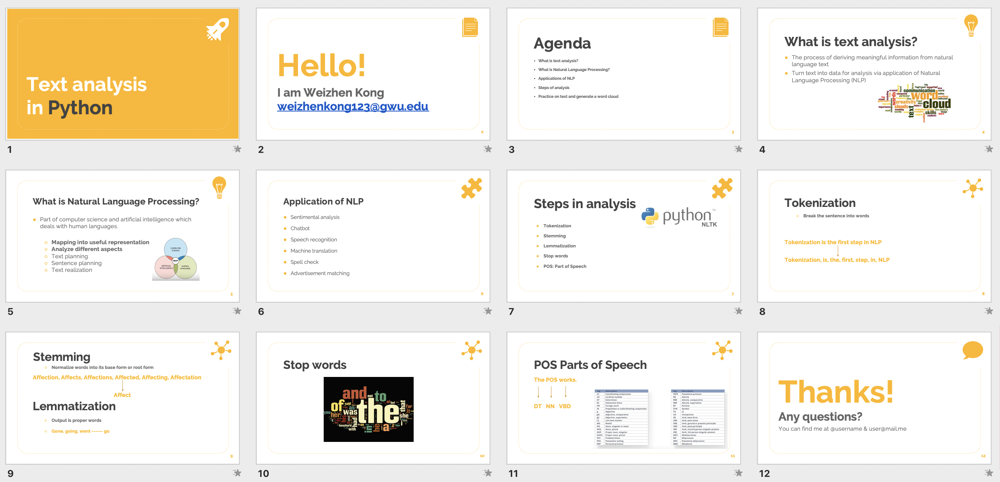 Text analysis
in Python
1
Hello!
I am Weizhen Kong
weizhenkong123@gwu.edu
2
2
Agenda
• What is text analysis?
• What is Natural Language Processing?
• Applications of NLP
• Steps of analysis
• Practice on text and generate a word cloud
3
3
What is text analysis?
The process of deriving meaningful information from natural
language text
Turn text into data for analysis via application of Natural
Language Processing (NLP)
communication
word
creativity
cloud
clouds
text
skills
students
4
4
What is Natural Language Processing?
Part of computer science and artificial intelligence which
deals with human languages.
Mapping into useful representation
Analyze different aspects
Text planning
Sentence planning
Text realization
COMPUTER
SCIENCE
NLP
ARTIFICIAL
INTELLIGENCE
HUMAN
LANGUAGE
5
5
Application of NLP
Sentimental analysis
Chatbot
Speech recognition
Machine translation
Spell check
Advertisement matching
6
6
Steps in analysis
python™
NLTK
Tokenization
Stemming
Lemmatization
Stop words
POS: Part of Speech
7
7
Tokenization
Break the sentence into words
Tokenization is the first step in NLP
Tokenization, is, the, first, step, in, NLP
8
8
Stemming
Normalize words into its base form or root form
Affection, Affects, Affections, Affected, Affecting, Affectation
Affect
Lemmatization
Output is proper words
Gone, going, went ------ go
9
9
Stop words
and
not
to
of
said
at
but
you
her
was
the
that
for
it
she
had
with
henchard
in
he
a
10
10
POS Parts of Speech
The POS works.
DT NN VBD
Tag Description
CC Coordinating conjunction
CD Cardinal number
DT Determiner
EX Existential there
FW Foreign word
IN Preposition or subordinating conjunction
JJ Adjective
JJR Adjective, comparative
JJS Adjective, superlative
LS List item marker
MD Modal
NN Noun, singular or mass
NNS Noun, plural
NNP Proper noun, singular
NNPS Proper noun, plural
PDT Predeterminer
POS Possessive ending
PRP Personal pronoun
Tag Description
PRP$ Possessive pronoun
RB Adverb
RBR Adverb, comparative
RBR Adverb, superlative
RP Particle
SYM Symbol
TO to
UH Interjection
VB Verb, base form
VBD Verb, past tense
VBG Verb, gerund or present participle
VBN Verb, past participle
VBP Verb, non3rd person singular present
VBZ Verb, 3rd person singular present
WDT Whdeterminer
WP Whpronoun
WP$ Possessive whpronoun
WRB Whadverb
11
11
Thanks!
Any questions?
You can find me at @username & user@mail.me
12
12